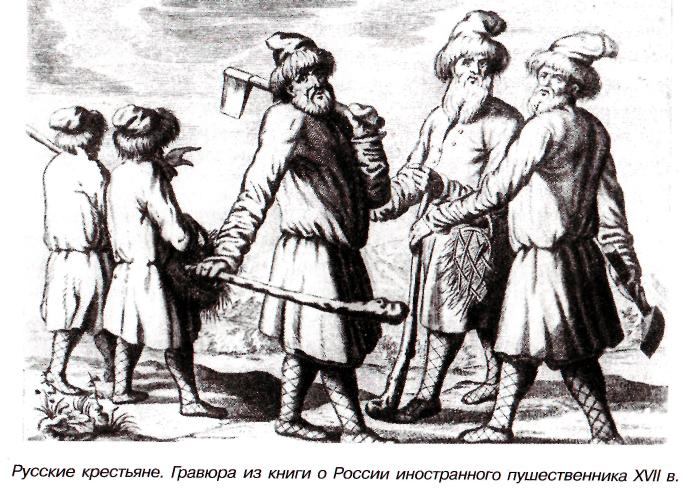 Русские крестьяне. Гравюра из книги о России иностранного пушественника XVII в.